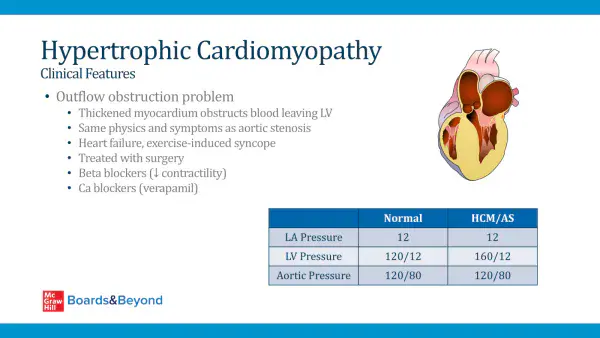 Hypertrophic Cardiomyopathy
Clinical Features
• Outflow obstruction problem
• Thickened myocardium obstructs blood leaving LV
• Same physics and symptoms as aortic stenosis
• Heart failure, exercise-induced syncope
• Treated with surgery
• Beta blockers (↓ contractility)
• Ca blockers (verapamil)
Normal HCM/AS
LA Pressure 12 12
LV Pressure 120/12 160/12
Aortic Pressure 120/80 120/80
Mc
Graw
Hill
Boards&Beyond